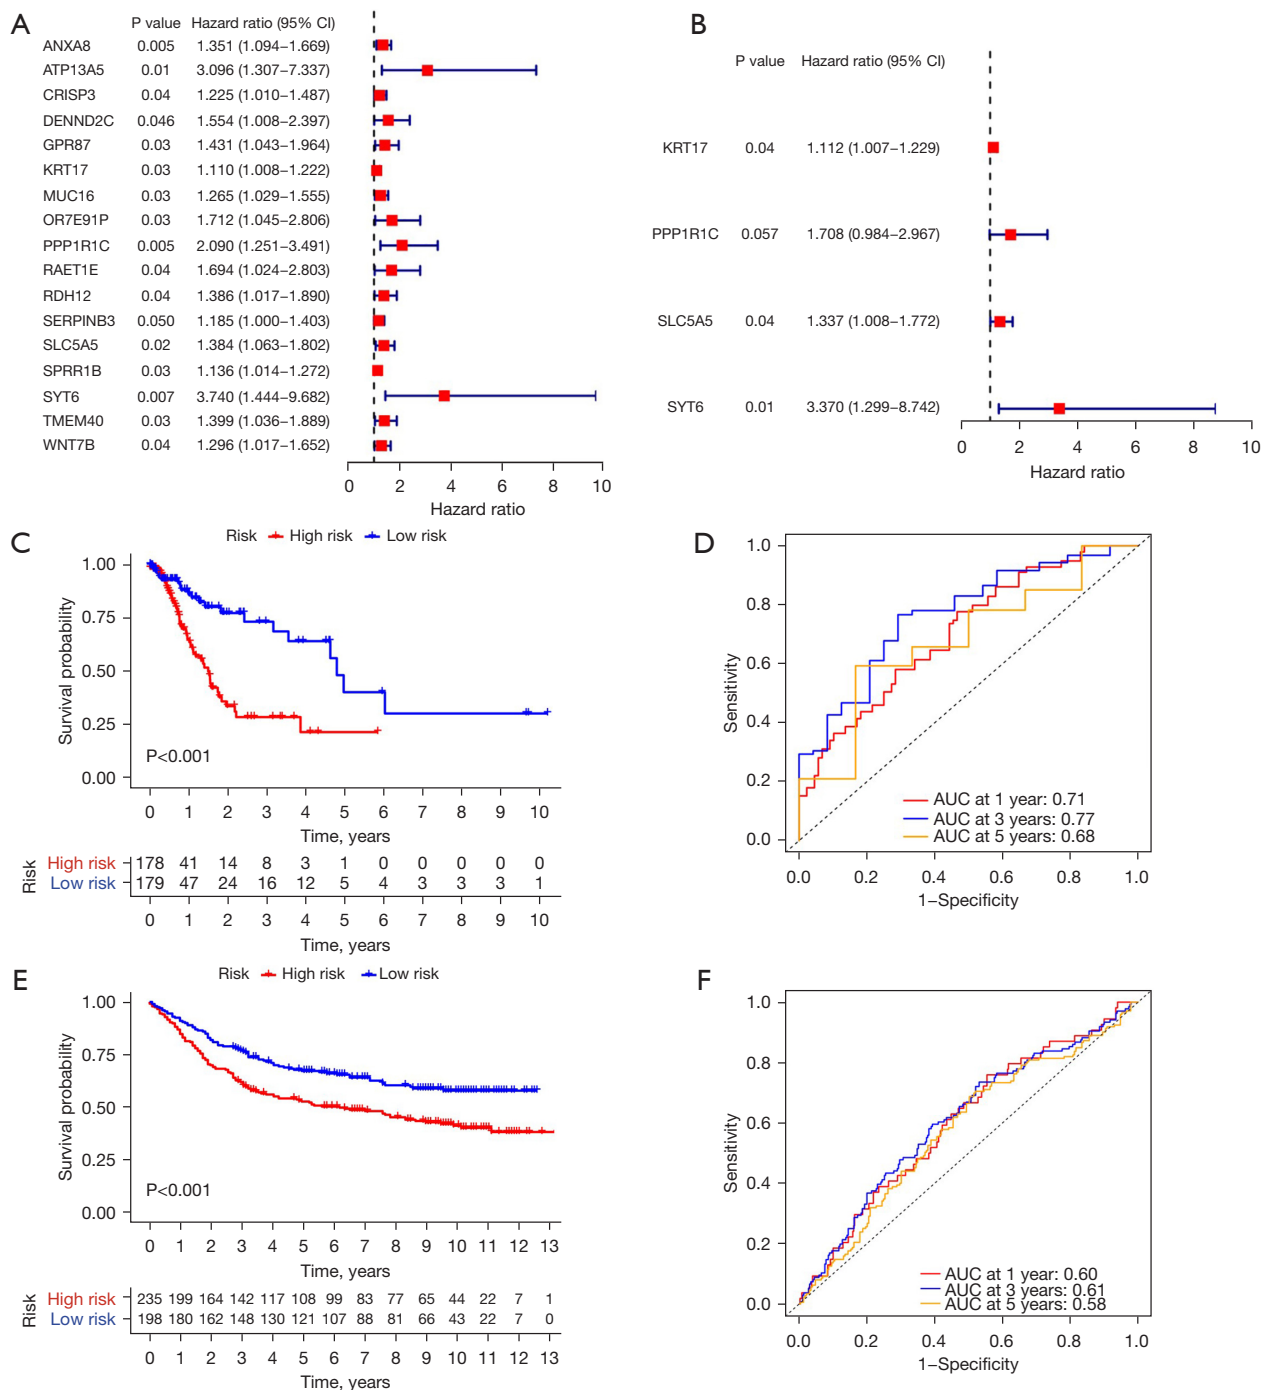 A
P value Hazard ratio (95% CI)
ANXA8 0.005 1.351 (1.094–1.669)
ATP13A5 0.01 3.096 (1.307–7.337)
CRISP3 0.04 1.225 (1.010–1.487)
DENND2C 0.046 1.554 (1.008–2.397)
GPR87 0.03 1.431 (1.043–1.964)
KRT17 0.03 1.110 (1.008–1.222)
MUC16 0.03 1.265 (1.029–1.555)
OR7E91P 0.03 1.712 (1.045–2.806)
PPP1R1C 0.005 2.090 (1.251–3.491)
RAET1E 0.04 1.694 (1.024–2.803)
RDH12 0.04 1.386 (1.017–1.890)
SERPINB3 0.050 1.185 (1.000–1.403)
SLC5A5 0.02 1.384 (1.063–1.802)
SPRR1B 0.03 1.136 (1.014–1.272)
SYT6 0.007 3.740 (1.444–9.682)
TMEM40 0.03 1.399 (1.036–1.889)
WNT7B 0.04 1.296 (1.017–1.652)
0 2 4 6 8 10
Hazard ratio
B
P value Hazard ratio (95% CI)
KRT17 0.04 1.112 (1.007–1.229)
PPP1R1C 0.057 1.708 (0.984–2.967)
SLC5A5 0.04 1.337 (1.008–1.772)
SYT6 0.01 3.370 (1.299–8.742)
0 2 4 6 8 10
Hazard ratio
C
Risk High risk Low risk
Survival probability
1.00
0.75
0.50
0.25
0.00
P<0.001
0 1 2 3 4 5 6 7 8 9 10
Time, years
Risk
High risk 178 41 14 8 3 1 0 0 0 0 0
Low risk 179 47 24 16 12 5 4 3 3 3 1
0 1 2 3 4 5 6 7 8 9 10
Time, years
D
Sensitivity
1.0
0.8
0.6
0.4
0.2
0.0
AUC at 1 year: 0.71
AUC at 3 years: 0.77
AUC at 5 years: 0.68
0.0 0.2 0.4 0.6 0.8 1.0
1–Specificity
E
Risk High risk Low risk
Survival probability
1.00
0.75
0.50
0.25
0.00
P<0.001
0 1 2 3 4 5 6 7 8 9 10 11 12 13
Time, years
Risk
High risk 235 199 164 142 117 108 99 83 77 65 44 22 7 1
Low risk 198 180 162 148 130 121 107 88 81 66 43 22 7 0
0 1 2 3 4 5 6 7 8 9 10 11 12 13
Time, years
F
Sensitivity
1.0
0.8
0.6
0.4
0.2
0.0
AUC at 1 year: 0.60
AUC at 3 years: 0.61
AUC at 5 years: 0.58
0.0 0.2 0.4 0.6 0.8 1.0
1–Specificity